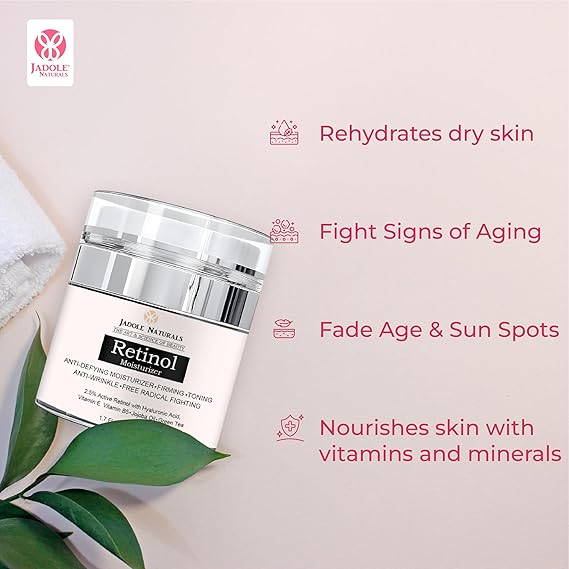 JADOLE®
NATURALS
Rehydrates dry skin
Fight Signs of Aging
Fade Age & Sun Spots
Nourishes skin with
vitamins and minerals
JADOLE NATURALS
THE ART & SCIENCE OF BEAUTY
Retinol
Moisturizer
ANTI-DEFYING MOISTURIZER•FIRMING•TONING
ANTI-WRINKLE•FREE RADICAL FIGHTING
2.5% Active Retinol with Hyaluronic Acid,
Vitamin E. Vitamin B5•Jojoba Oil•Green Tea
1.7 F